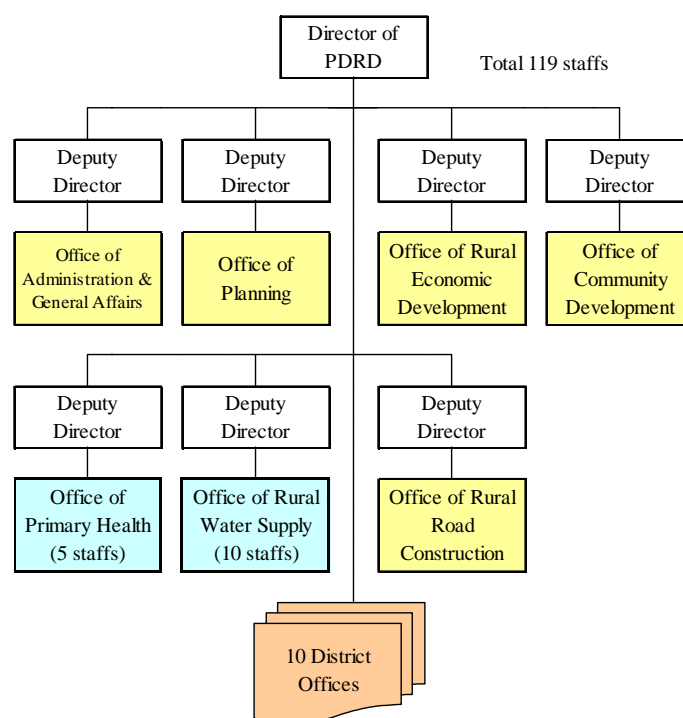 Director of
PDRD
Total 119 staffs
Deputy
Director
Deputy
Director
Deputy
Director
Deputy
Director
Office of
Administration &
General Affairs
Office of
Planning
Office of Rural
Economic
Development
Office of
Community
Development
Deputy
Director
Deputy
Director
Deputy
Director
Office of
Primary Health
(5 staffs)
Office of Rural
Water Supply
(10 staffs)
Office of Rural
Road
Construction
10 District
Offices